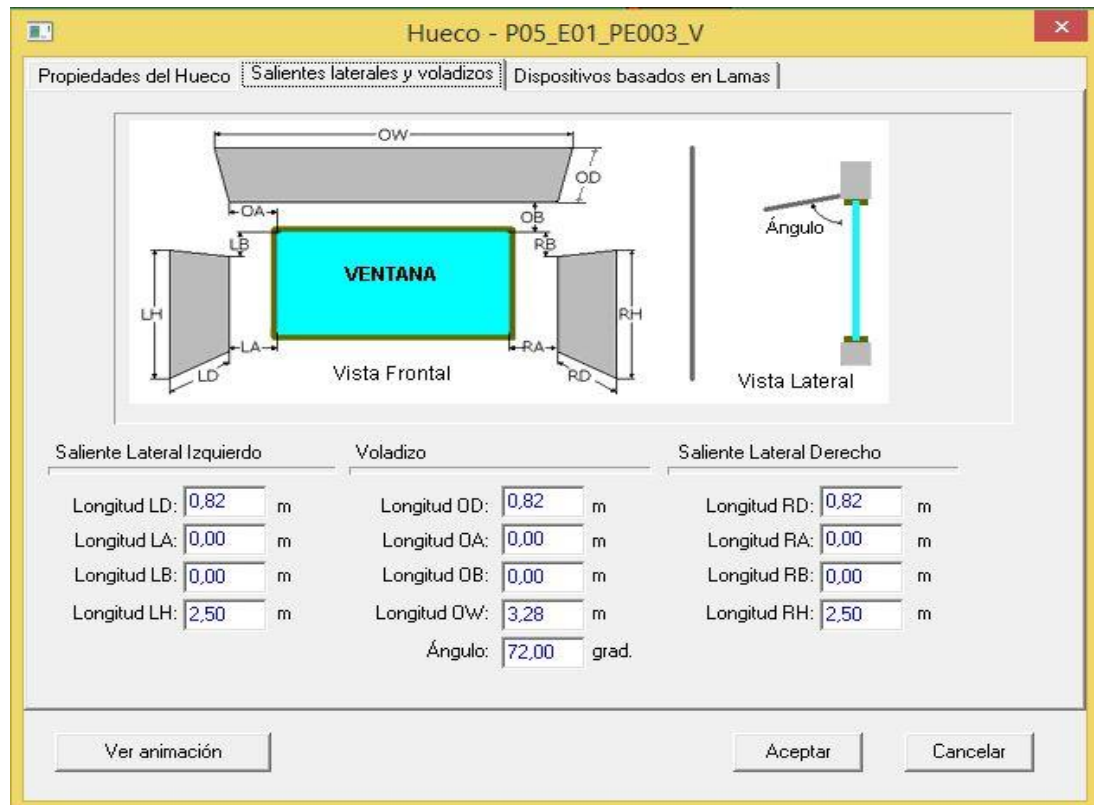 Hueco - P05_E01_PE003_V
Propiedades del Hueco
Salientes laterales y voladizos
Dispositivos basados en Lamas
OW
OD
OA
OB
LB
RB
Ángulo
VENTANA
LH
RH
LA
RA
Vista Frontal
LD
RD
Vista Lateral
Saliente Lateral Izquierdo
Voladizo
Saliente Lateral Derecho
Longitud LD: 0,82 m
Longitud OD: 0,82 m
Longitud RD: 0,82 m
Longitud LA: 0,00 m
Longitud OA: 0,00 m
Longitud RA: 0,00 m
Longitud LB: 0,00 m
Longitud OB: 0,00 m
Longitud RB: 0,00 m
Longitud LH: 2,50 m
Longitud OW: 3,28 m
Longitud RH: 2,50 m
Ángulo: 72,00 grad.
Ver animación
Aceptar
Cancelar